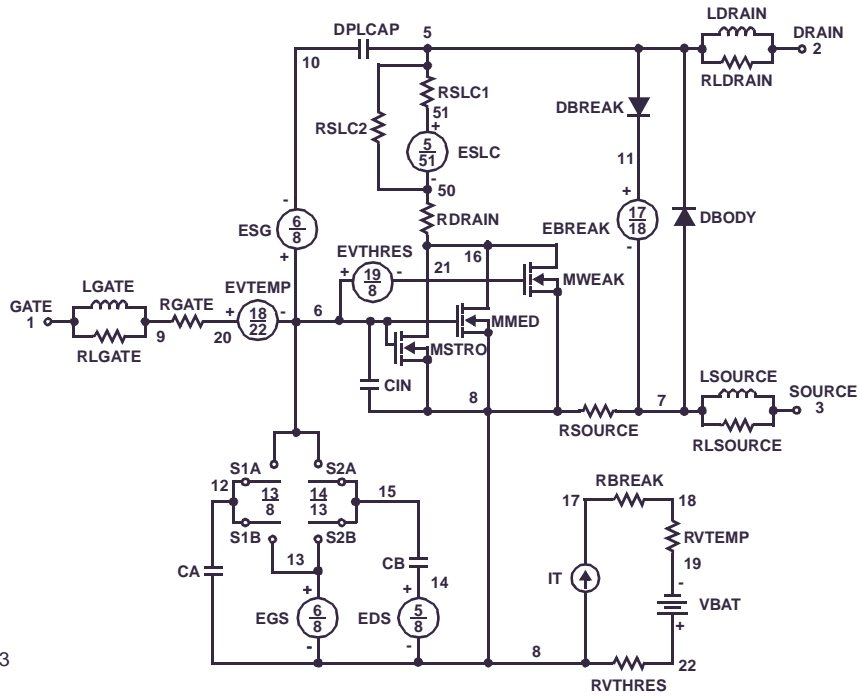 LDRAIN
DPLCAP 5 DRAIN
10 2
RLDRAIN
RSLC1
DBREAK
51
RSLC2 +
5
51 ESLC
11
-
50
- +
6
8 RDRAIN 17
18
ESG EBREAK DBODY
EVTHRES
+ 16 -
+ 19
8 - 21 MWEAK
LGATE EVTEMP
GATE RGATE + 18
22 - 6 MMED
1
9 20 MSTRO
RLGATE
LSOURCE
CIN 8 7 SOURCE
3
RSOURCE
RLSOURCE
S1A S2A
12 13
8 14
13 15 RBREAK
17 18
S1B S2B
RVTEMP
13 CB 19
CA IT -
14
+ + VBAT
EGS 6
8 EDS 5
8 +
- - 8 22
RVTHRES
3